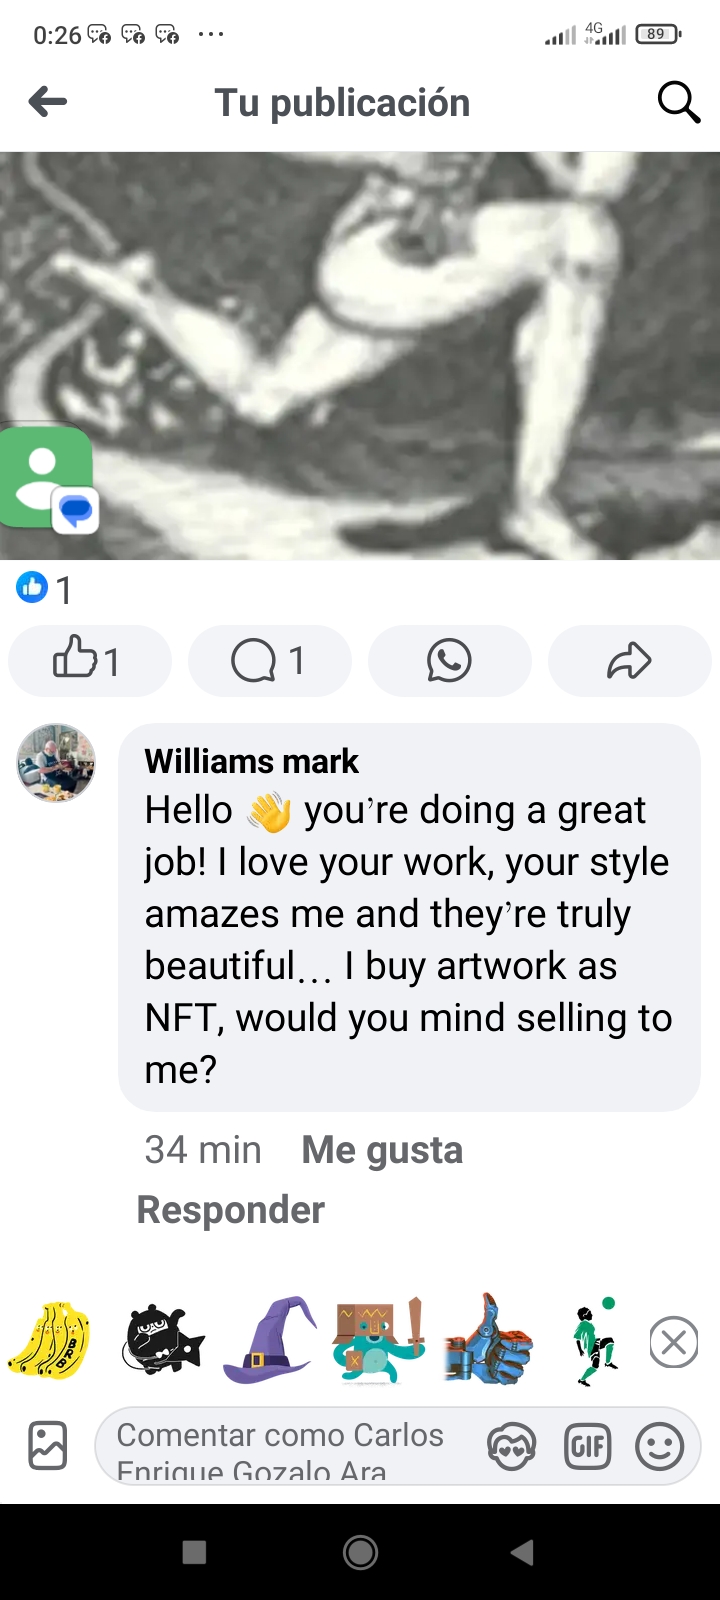 0:26 ... 4G 89
Tu publicación
1
1 1
Williams mark
Hello 👋 you're doing a great
job! I love your work, your style
amazes me and they're truly
beautiful... I buy artwork as
NFT, would you mind selling to
me?
34 min Me gusta
Responder
BRB
Comentar como Carlos
Enrique Gozalo Ara
GIF